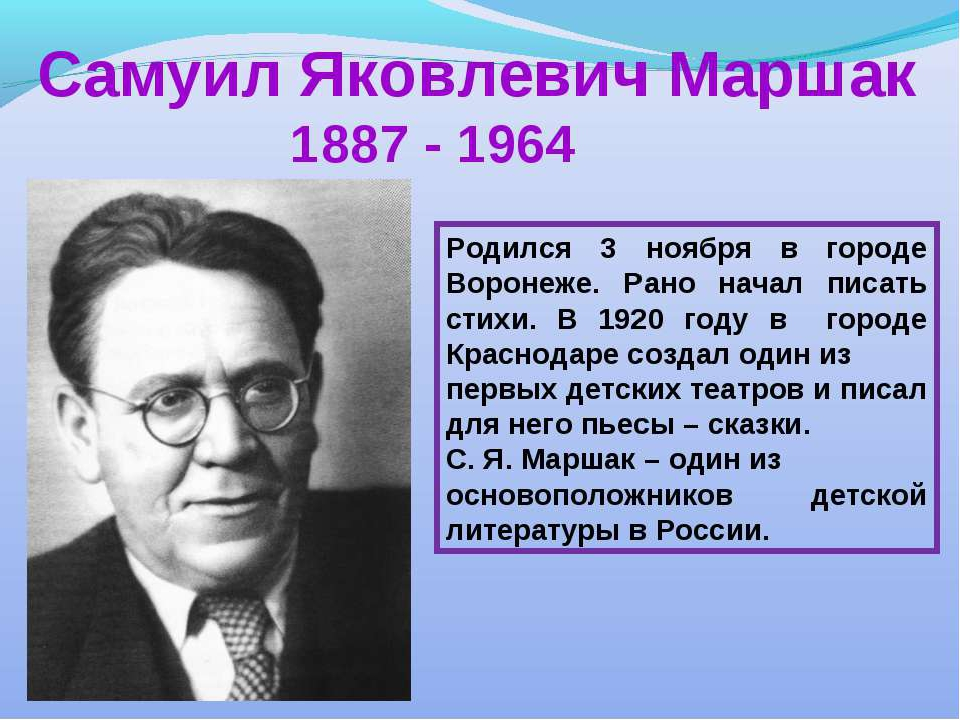 Самуил Яковлевич Маршак
1887 - 1964
Родился 3 ноября в городе
Воронеже. Рано начал писать
стихи. В 1920 году в городе
Краснодаре создал один из
первых детских театров и писал
для него пьесы – сказки.
С. Я. Маршак – один из
основоположников детской
литературы в России.